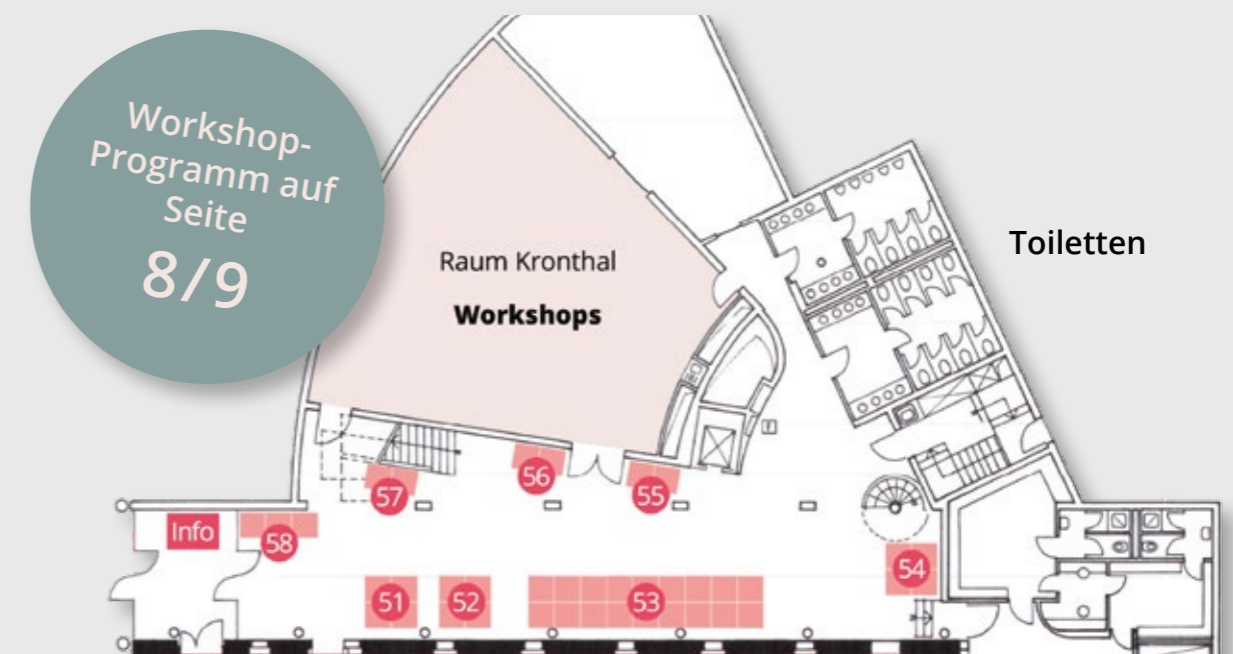 Workshop-
Programm auf
Seite
8/9
Raum Kronthal
Workshops
Toiletten
57
56
55
Info
58
54
51
52
53